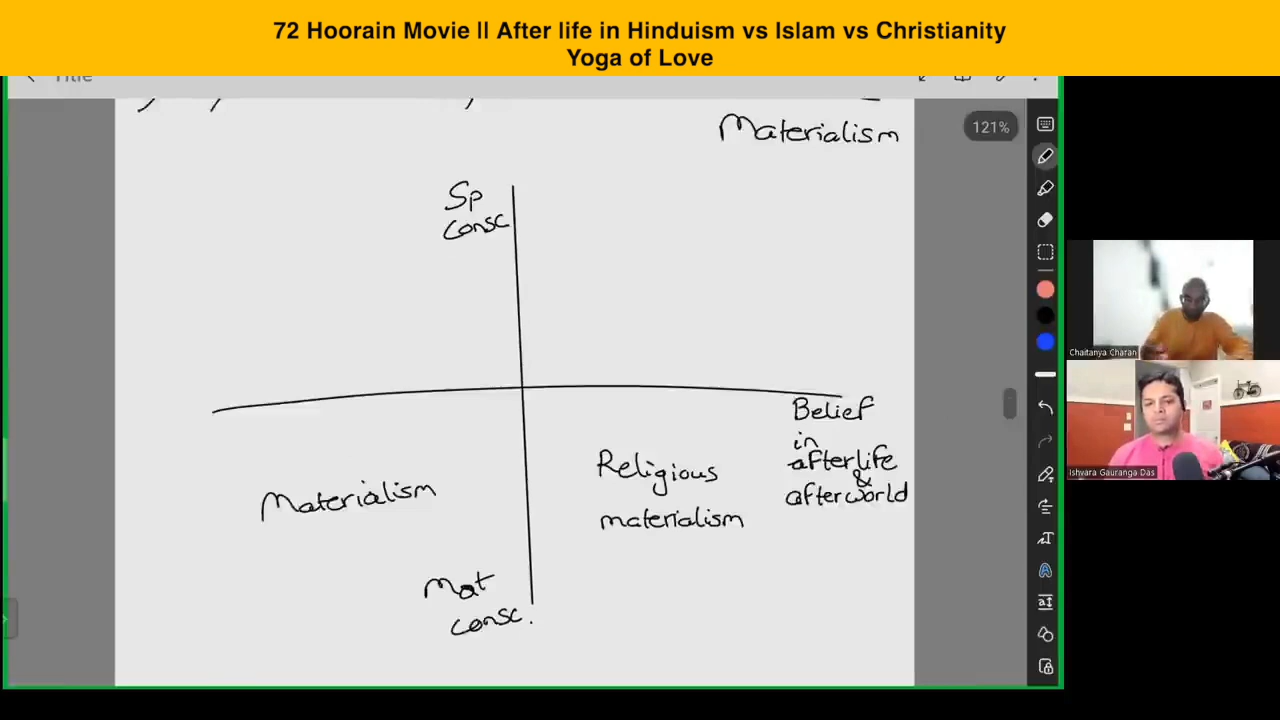 72 Hoorain Movie || After life in Hinduism vs Islam vs Christianity
Yoga of Love
Title
121%
Materialism
Sp
consc
Belief
in
afterlife
&
afterworld
Religious
materialism
Materialism
Mat
consc.
Chaitanya Charan
Ishvara Gauranga Das